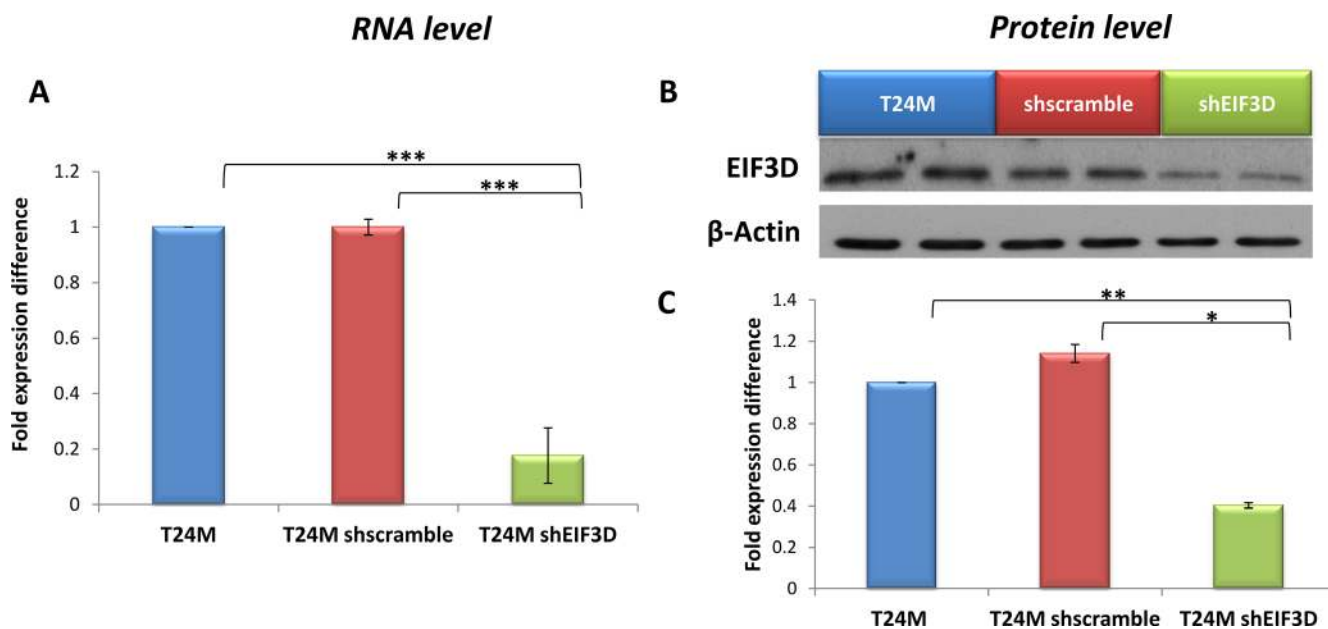 RNA level
Protein level
A
Fold expression difference
1.2
1
0.8
0.6
0.4
0.2
0
***
***
T24M
T24M shscramble
T24M shEIF3D
B
T24M
shscramble
shEIF3D
EIF3D
β-Actin
C
Fold expression difference
1.4
1.2
1
0.8
0.6
0.4
0.2
0
**
*
T24M
T24M shscramble
T24M shEIF3D